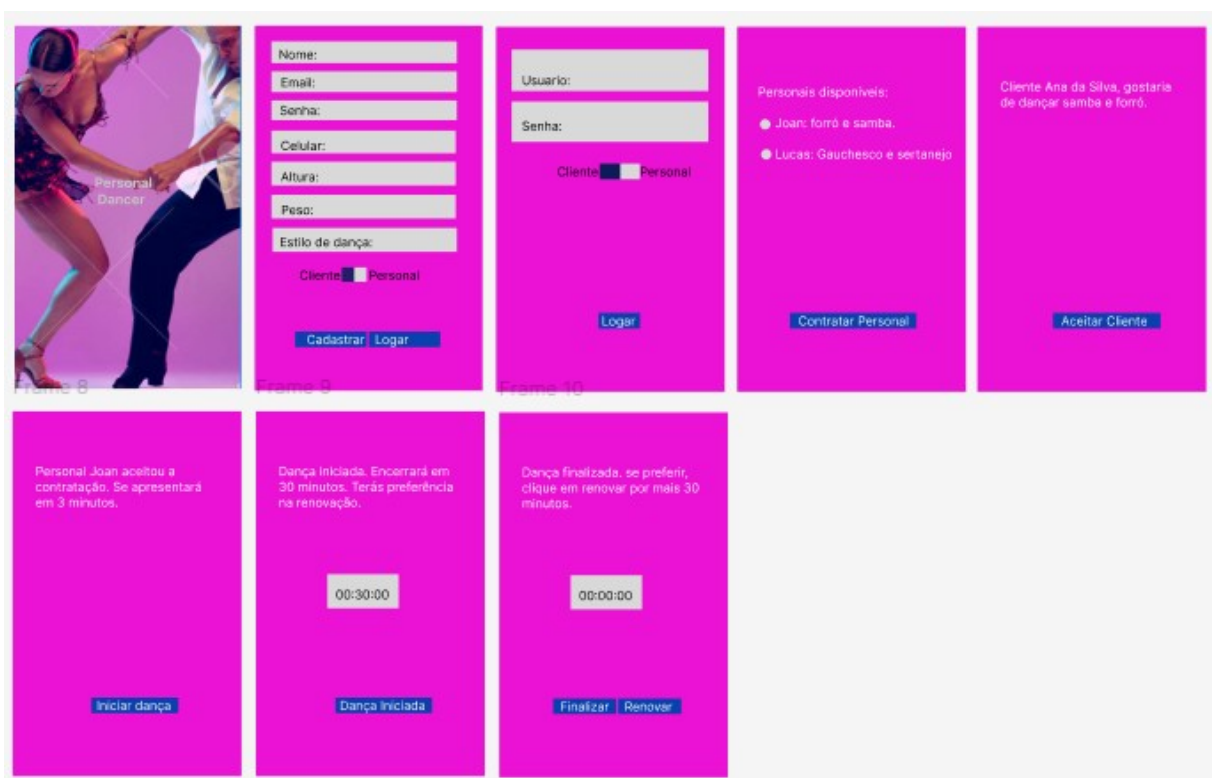 Personal
Dancer
Frame 8
Nome:
Email:
Senha:
Celular:
Altura:
Peso:
Estilo de dança:
Cliente Personal
Cadastrar Logar
Frame 9
Usuario:
Senha:
Cliente Personal
Logar
Frame 10
Personais disponíveis:
Joan: forró e samba.
Lucas: Gauchesco e sertanejo
Contratar Personal
Cliente Ana da Silva, gostaria
de dançar samba e forró.
Aceitar Cliente
Personal Joan aceitou a
contratação. Se apresentará
em 3 minutos.
Iniciar dança
Dança iniciada. Encerrará em
30 minutos. Terás preferência
na renovação.
00:30:00
Dança Iniciada
Dança finalizada, se preferir,
clique em renovar por mais 30
minutos.
00:00:00
Finalizar Renovar